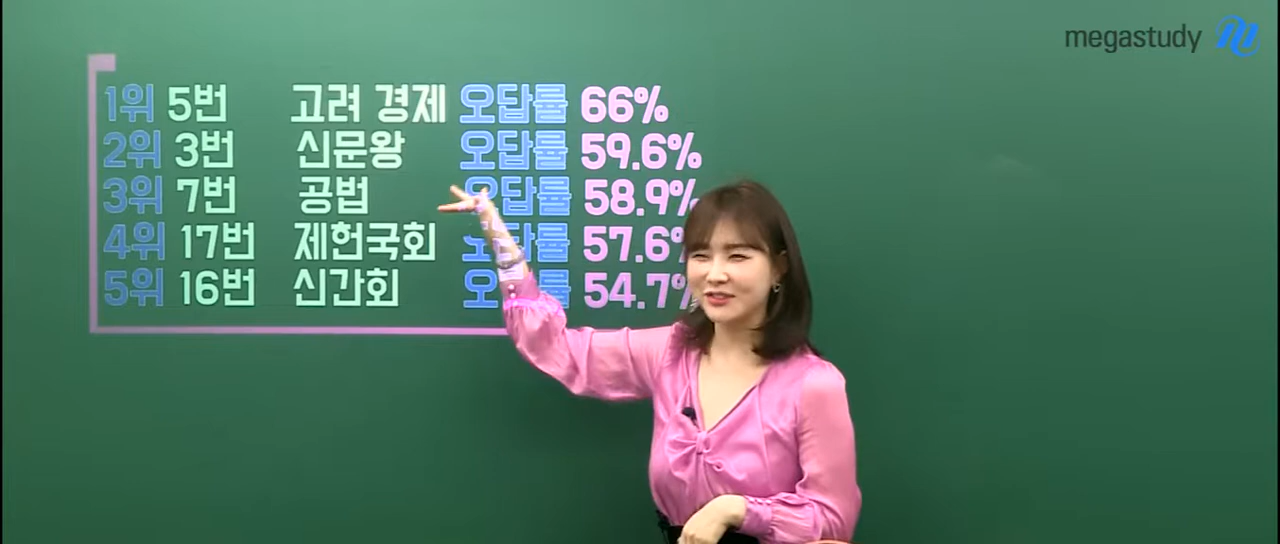 megastudy
1위 5번 고려 경제 오답률 66%
2위 3번 신문왕 오답률 59.6%
3위 7번 공법 오답률 58.9%
4위 17번 제헌국회 오답률 57.6%
5위 16번 신간회 오답률 54.7%